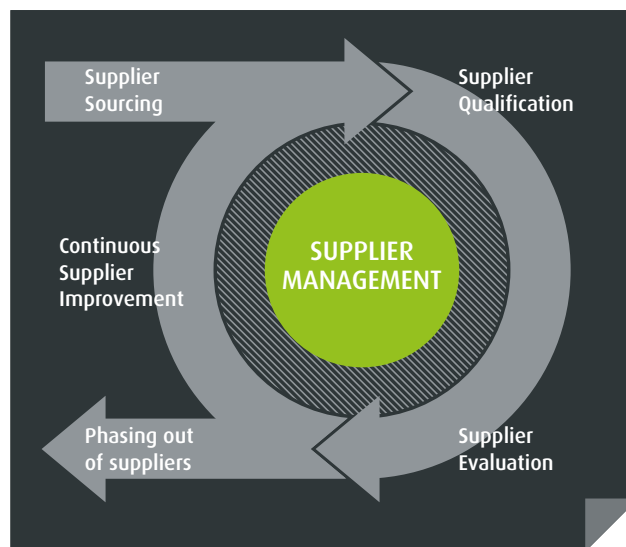 Supplier
Sourcing
Supplier
Qualification
Continuous
Supplier
Improvement
SUPPLIER
MANAGEMENT
Phasing out
of suppliers
Supplier
Evaluation